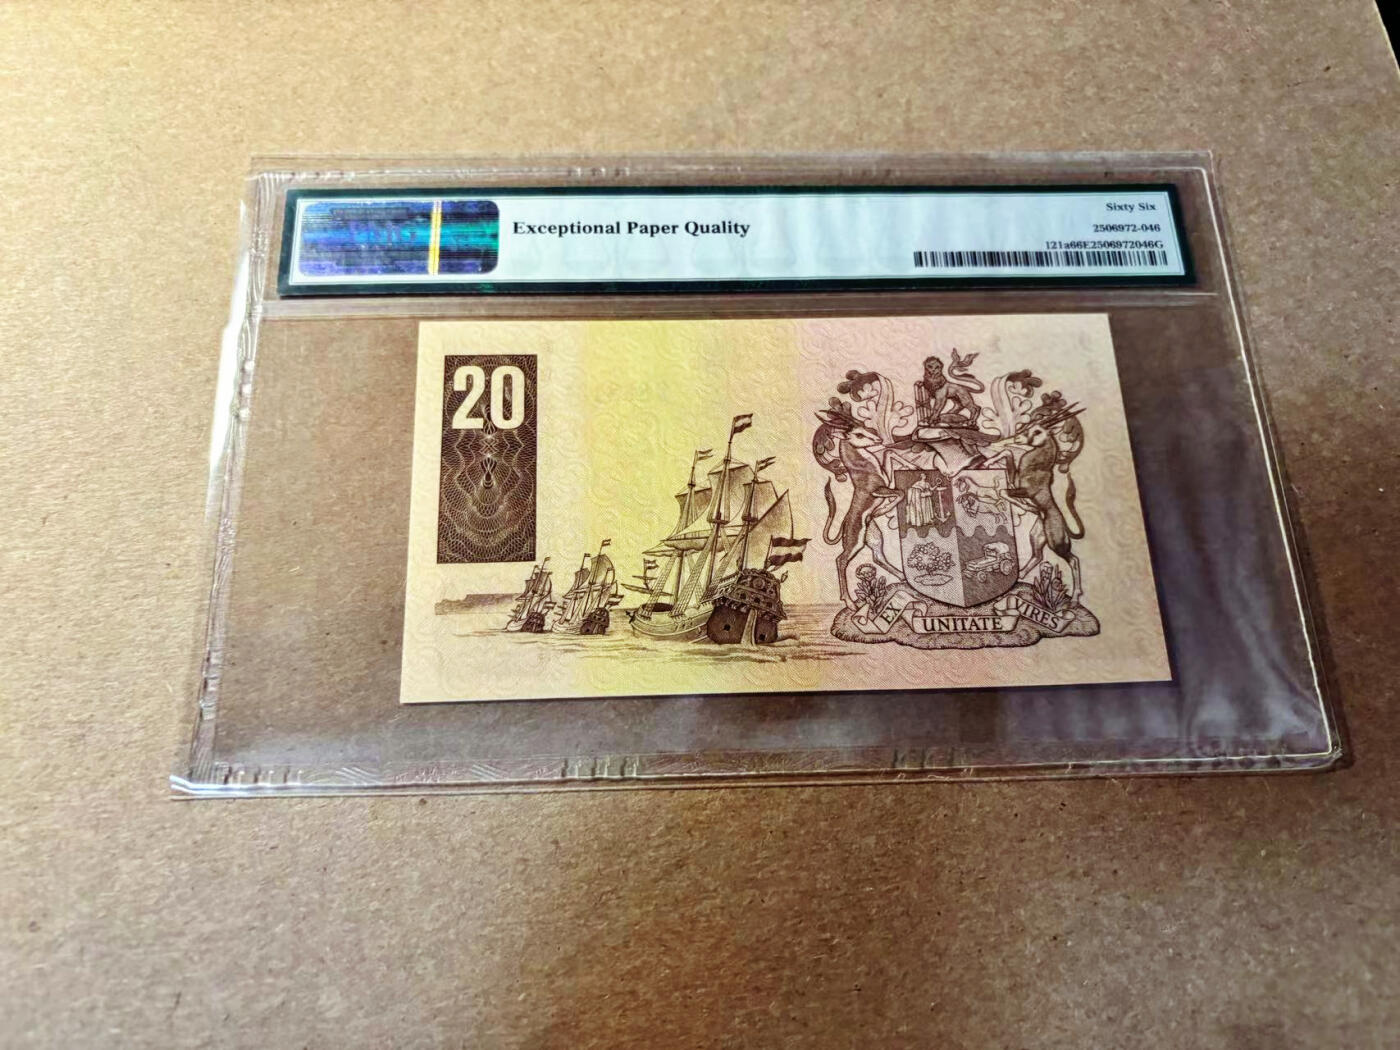 Exceptional Paper Quality
Sixty Six
2506972-046
121a66E2506972046G
20
EX UNITATE VIRES